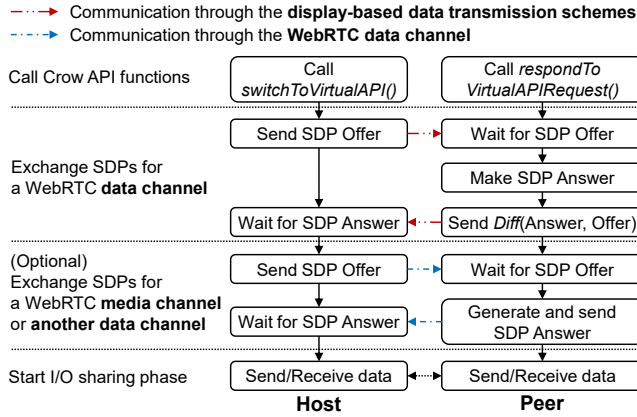 Communication through the display-based data transmission schemes
Communication through the WebRTC data channel
Call Crow API functions
Call
switchToVirtualAPI()
Call respondTo
VirtualAPIRequest()
Exchange SDPs for
a WebRTC data channel
Send SDP Offer
Wait for SDP Offer
Make SDP Answer
Wait for SDP Answer
Send Diff(Answer, Offer)
(Optional)
Exchange SDPs for
a WebRTC media channel
or another data channel
Send SDP Offer
Wait for SDP Offer
Wait for SDP Answer
Generate and send
SDP Answer
Start I/O sharing phase
Send/Receive data
Send/Receive data
Host
Peer